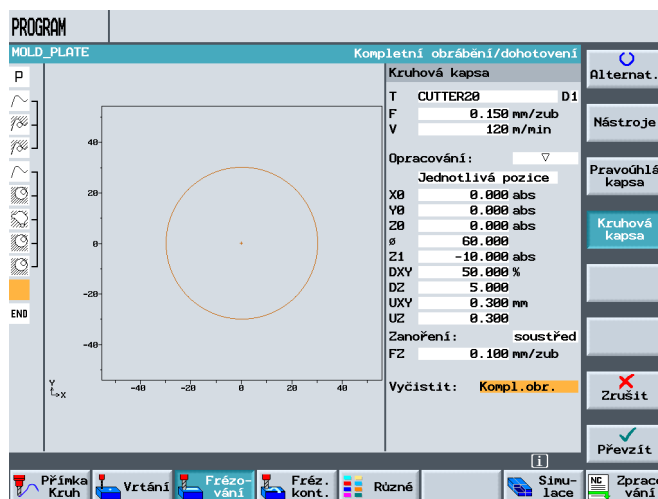 PROGRAM
MOLD_PLATE Kompletní obrábění/dohotovení
Kruhová kapsa
P
END
T CUTTER20 D1
F 0.150 mm/zub
V 120 m/min
Opracování: ▽
Jednotlivá pozice
X0 0.000 abs
Y0 0.000 abs
Z0 0.000 abs
ø 60.000
Z1 -10.000 abs
DXY 50.000 %
DZ 5.000
UXY 0.300 mm
UZ 0.300
Zanoření: soustřed
FZ 0.100 mm/zub
Vyčistit: Kompl.obr.
40
20
0
-20
-40
-40 -20 0 20 40
Y
X
i
Alternat.
Nástroje
Pravoúhlá
kapsa
Kruhová
kapsa
Zrušit
Převzít
Přímka
Kruh
Vrtání
Frézo-
vání
Fréz.
kont.
Různé
Simu-
lace
NC
Zprac
vání